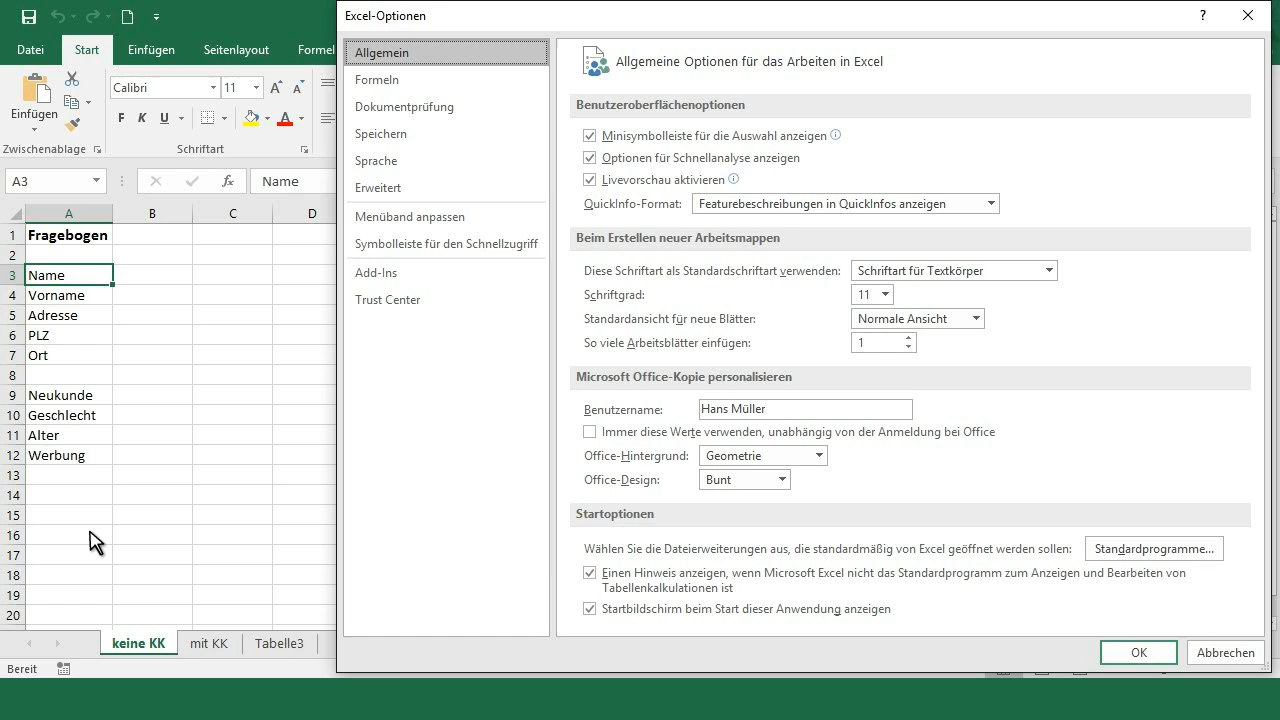 Excel-Optionen
?
Datei Start Einfügen Seitenlayout Formel
Einfügen
Calibri 11
F K U
Zwischenablage Schriftart
A3 fx Name
A B C D
1 Fragebogen
2
3 Name
4 Vorname
5 Adresse
6 PLZ
7 Ort
8
9 Neukunde
10 Geschlecht
11 Alter
12 Werbung
13
14
15
16
17
18
19
20
keine KK mit KK Tabelle3
Bereit
Allgemein
Formeln
Dokumentprüfung
Speichern
Sprache
Erweitert
Menüband anpassen
Symbolleiste für den Schnellzugriff
Add-Ins
Trust Center
Allgemeine Optionen für das Arbeiten in Excel
Benutzeroberflächenoptionen
Minisymbolleiste für die Auswahl anzeigen
Optionen für Schnellanalyse anzeigen
Livevorschau aktivieren
QuickInfo-Format: Featurebeschreibungen in QuickInfos anzeigen
Beim Erstellen neuer Arbeitsmappen
Diese Schriftart als Standardschriftart verwenden: Schriftart für Textkörper
Schriftgrad: 11
Standardansicht für neue Blätter: Normale Ansicht
So viele Arbeitsblätter einfügen: 1
Microsoft Office-Kopie personalisieren
Benutzername: Hans Müller
Immer diese Werte verwenden, unabhängig von der Anmeldung bei Office
Office-Hintergrund: Geometrie
Office-Design: Bunt
Startoptionen
Wählen Sie die Dateierweiterungen aus, die standardmäßig von Excel geöffnet werden sollen: Standardprogramme...
Einen Hinweis anzeigen, wenn Microsoft Excel nicht das Standardprogramm zum Anzeigen und Bearbeiten von
Tabellenkalkulationen ist
Startbildschirm beim Start dieser Anwendung anzeigen
OK Abbrechen